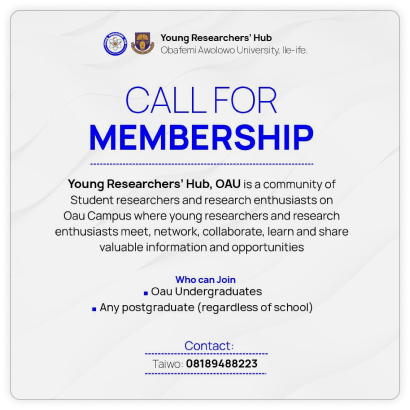 Young Researchers' Hub
Obafemi Awolowo University, Ile-ife.
CALL FOR
MEMBERSHIP
Young Researchers' Hub, OAU is a community of
Student researchers and research enthusiasts on
Oau Campus where young researchers and research
enthusiasts meet, network, collaborate, learn and share
valuable information and opportunities
Who can Join
Oau Undergraduates
Any postgraduate (regardless of school)
Contact:
Taiwo: 08189488223